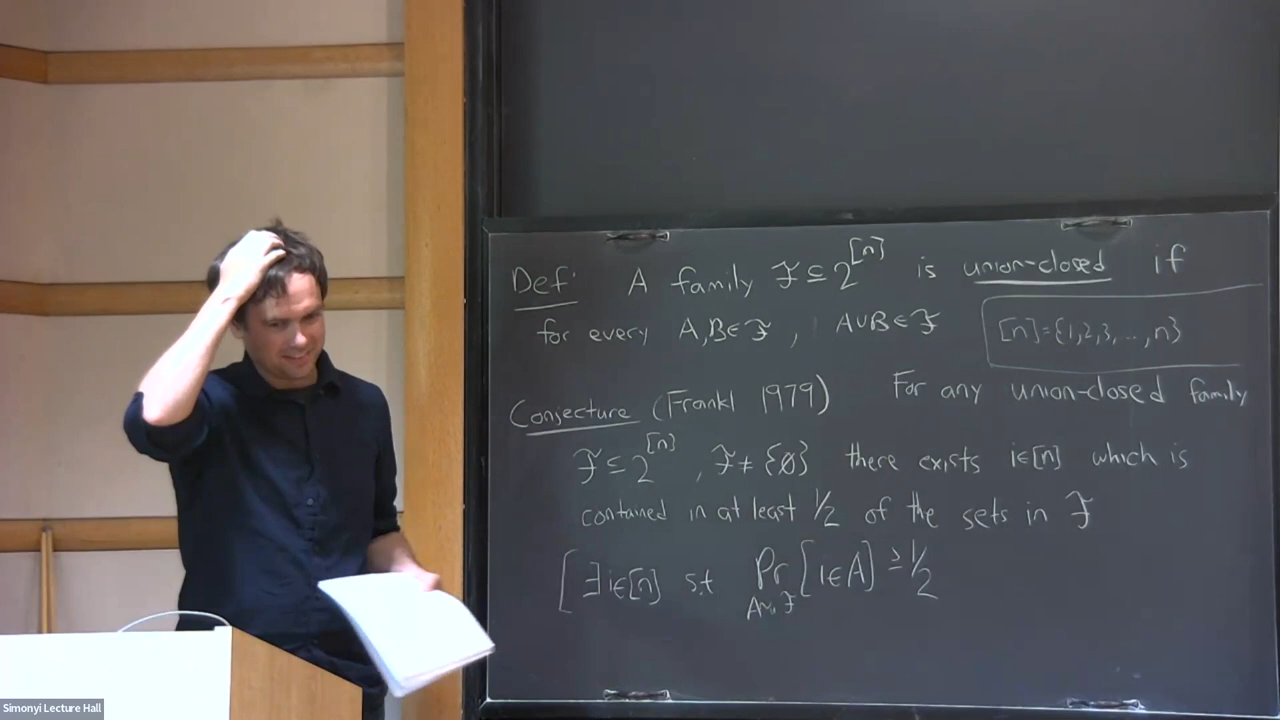 Def: A family ℱ ⊆ 2^[n] is union-closed if
for every A,B∈ℱ, A∪B∈ℱ
[n]={1,2,3,...,n}
Conjecture (Frankl 1979) For any union-closed family
ℱ ⊆ 2^[n], ℱ ≠ {∅} there exists i∈[n] which is
contained in at least 1/2 of the sets in ℱ
[∃ i∈[n] s.t Pr_{A∼ℱ}[i∈A] ≥ 1/2
Simonyi Lecture Hall